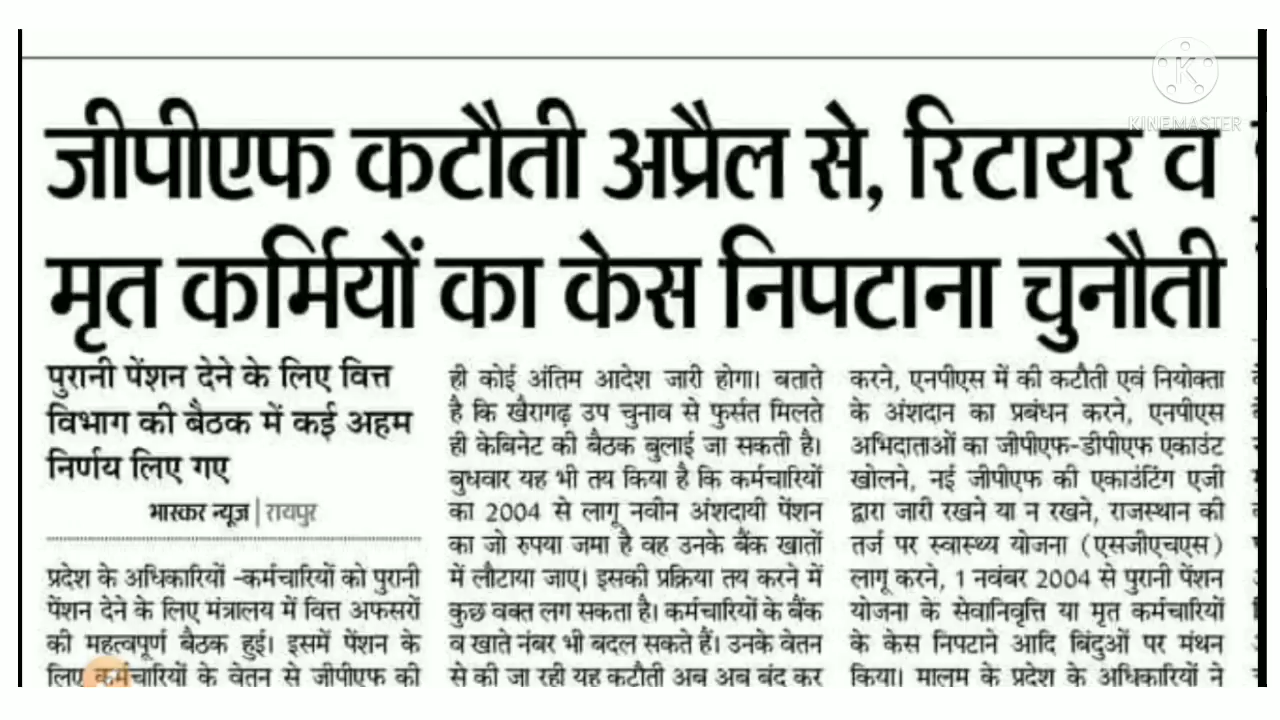 KINEMASTER
जीपीएफ कटौती अप्रैल से, रिटायर व
मृत कर्मियों का केस निपटाना चुनौती
पुरानी पेंशन देने के लिए वित्त
विभाग की बैठक में कई अहम
निर्णय लिए गए
भास्कर न्यूज | रायपुर
प्रदेश के अधिकारियों -कर्मचारियों को पुरानी
पेंशन देने के लिए मंत्रालय में वित्त अफसरों
की महत्वपूर्ण बैठक हुई। इसमें पेंशन के
लिए कर्मचारियों के वेतन से जीपीएफ की
ही कोई अंतिम आदेश जारी होगा। बताते
है कि खैरागढ़ उप चुनाव से फुर्सत मिलते
ही केबिनेट की बैठक बुलाई जा सकती है।
बुधवार यह भी तय किया है कि कर्मचारियों
का 2004 से लागू नवीन अंशदायी पेंशन
का जो रुपया जमा है वह उनके बैंक खातों
में लौटाया जाए। इसकी प्रक्रिया तय करने में
कुछ वक्त लग सकता है। कर्मचारियों के बैंक
व खाते नंबर भी बदल सकते हैं। उनके वेतन
से की जा रही यह कटौती अब अब बंद कर
करने, एनपीएस में की कटौती एवं नियोक्ता
के अंशदान का प्रबंधन करने, एनपीएस
अभिदाताओं का जीपीएफ-डीपीएफ एकाउंट
खोलने, नई जीपीएफ की एकाउंटिंग एजी
द्वारा जारी रखने या न रखने, राजस्थान की
तर्ज पर स्वास्थ्य योजना (एसजीएचएस)
लागू करने, 1 नवंबर 2004 से पुरानी पेंशन
योजना के सेवानिवृत्ति या मृत कर्मचारियों
के केस निपटाने आदि बिंदुओं पर मंथन
किया। मालूम के प्रदेश के अधिकारियों ने